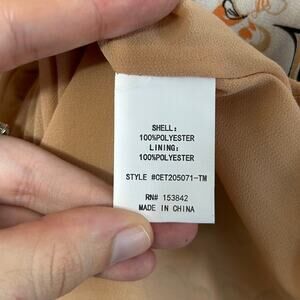 SHELL:
100%POLYESTER
LINING:
100%POLYESTER
STYLE #CET205071-TM
RN# 153842
MADE IN CHINA